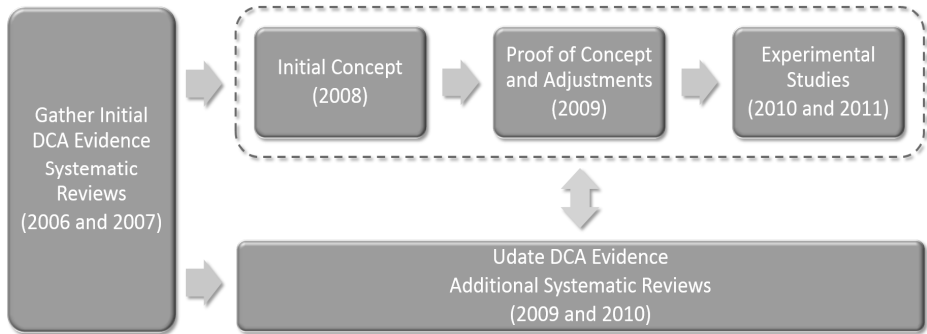 Gather Initial
DCA Evidence
Systematic
Reviews
(2006 and 2007)
Initial Concept
(2008)
Proof of Concept
and Adjustments
(2009)
Experimental
Studies
(2010 and 2011)
Udate DCA Evidence
Additional Systematic Reviews
(2009 and 2010)